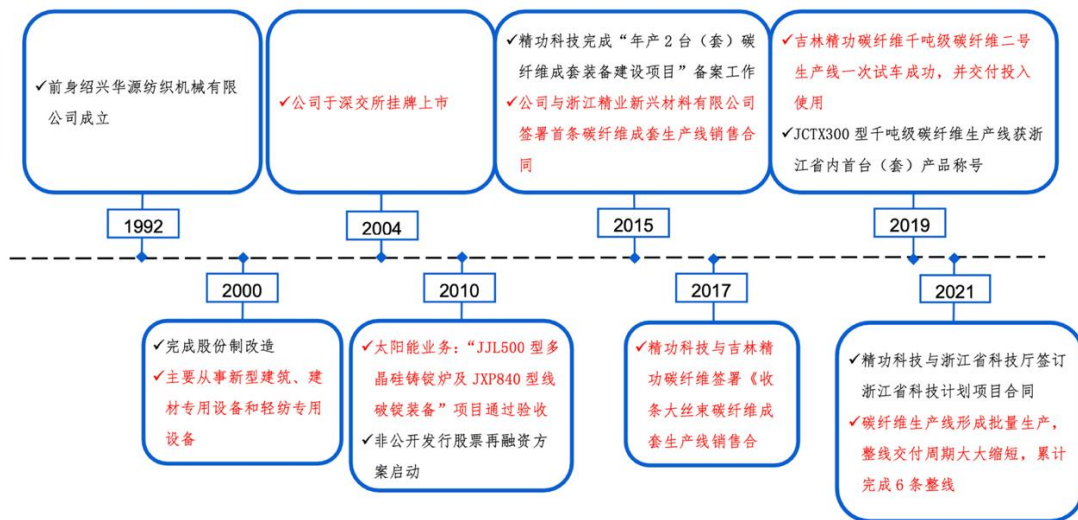 ✓前身绍兴华源纺织机械有限
公司成立
✓公司于深交所挂牌上市
✓精功科技完成“年产2台（套）碳
纤维成套装备建设项目”备案工作
✓公司与浙江精业新兴材料有限公司
签署首条碳纤维成套生产线销售合
同
✓吉林精功碳纤维千吨级碳纤维二号
生产线一次试车成功，并交付投入
使用
✓JCTX300型千吨级碳纤维生产线获浙
江省内首台（套）产品称号
1992
2004
2015
2019
2000
2010
2017
2021
✓完成股份制改造
✓主要从事新型建筑、建
材专用设备和轻纺专用
设备
✓太阳能业务：“JJL500型多
晶硅铸锭炉及JXP840型线
破锭装备”项目通过验收
✓非公开发行股票再融资方
案启动
✓精功科技与吉林精
功碳纤维签署《收
条大丝束碳纤维成
套生产线销售合
✓精功科技与浙江省科技厅签订
浙江省科技计划项目合同
✓碳纤维生产线形成批量生产，
整线交付周期大大缩短，累计
完成6条整线